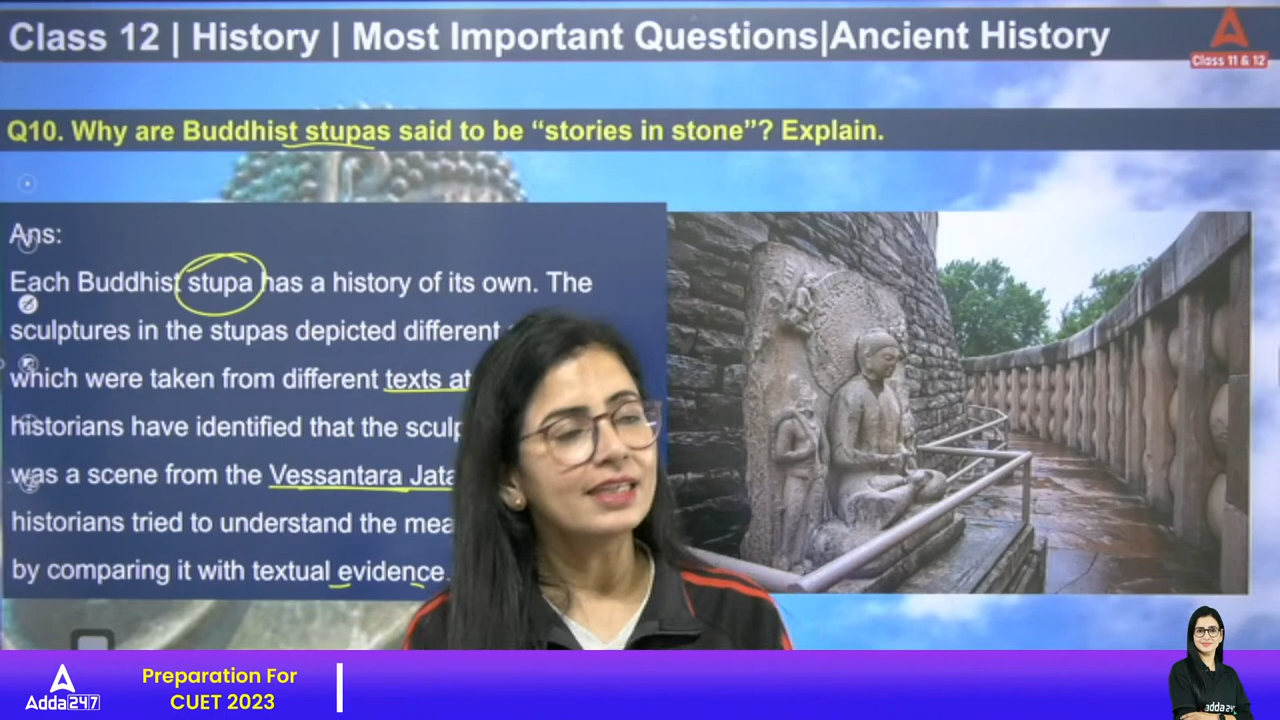 Class 12 | History | Most Important Questions|Ancient History
Class 11 & 12
Q10. Why are Buddhist stupas said to be “stories in stone”? Explain.
Ans:
Each Buddhist stupa has a history of its own. The
sculptures in the stupas depicted different
which were taken from different texts at
historians have identified that the sculp
was a scene from the Vessantara Jata
historians tried to understand the mea
by comparing it with textual evidence.
Adda247
Preparation For
CUET 2023
adda 24